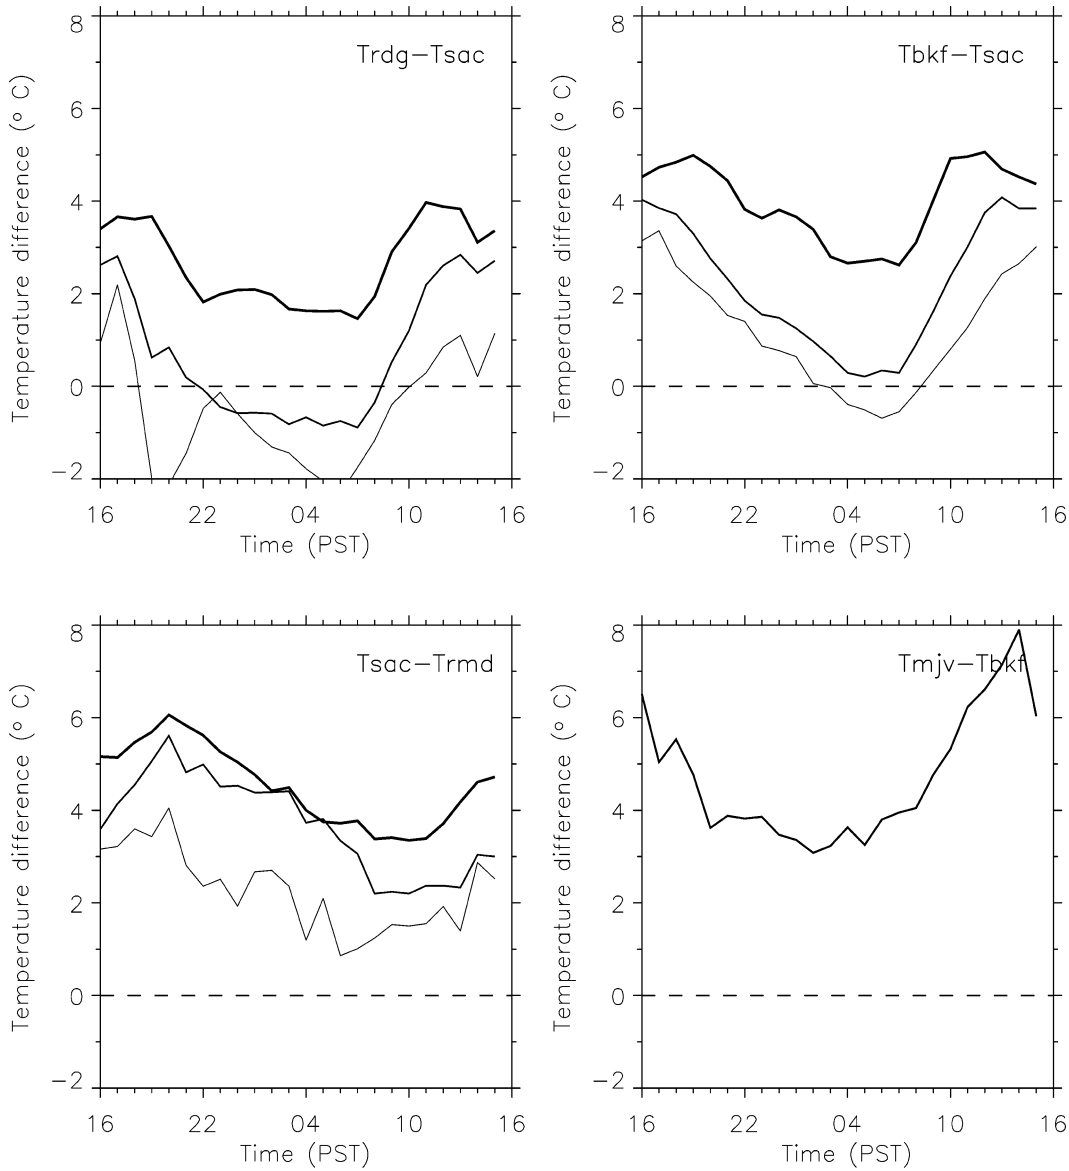 Trdg−Tsac
Temperature difference (° C)
8
6
4
2
0
−2
16 22 04 10 16
Time (PST)
Tbkf−Tsac
Temperature difference (° C)
8
6
4
2
0
−2
16 22 04 10 16
Time (PST)
Tsac−Trmd
Temperature difference (° C)
8
6
4
2
0
−2
16 22 04 10 16
Time (PST)
Tmjv−Tbkf
Temperature difference (° C)
8
6
4
2
0
−2
16 22 04 10 16
Time (PST)